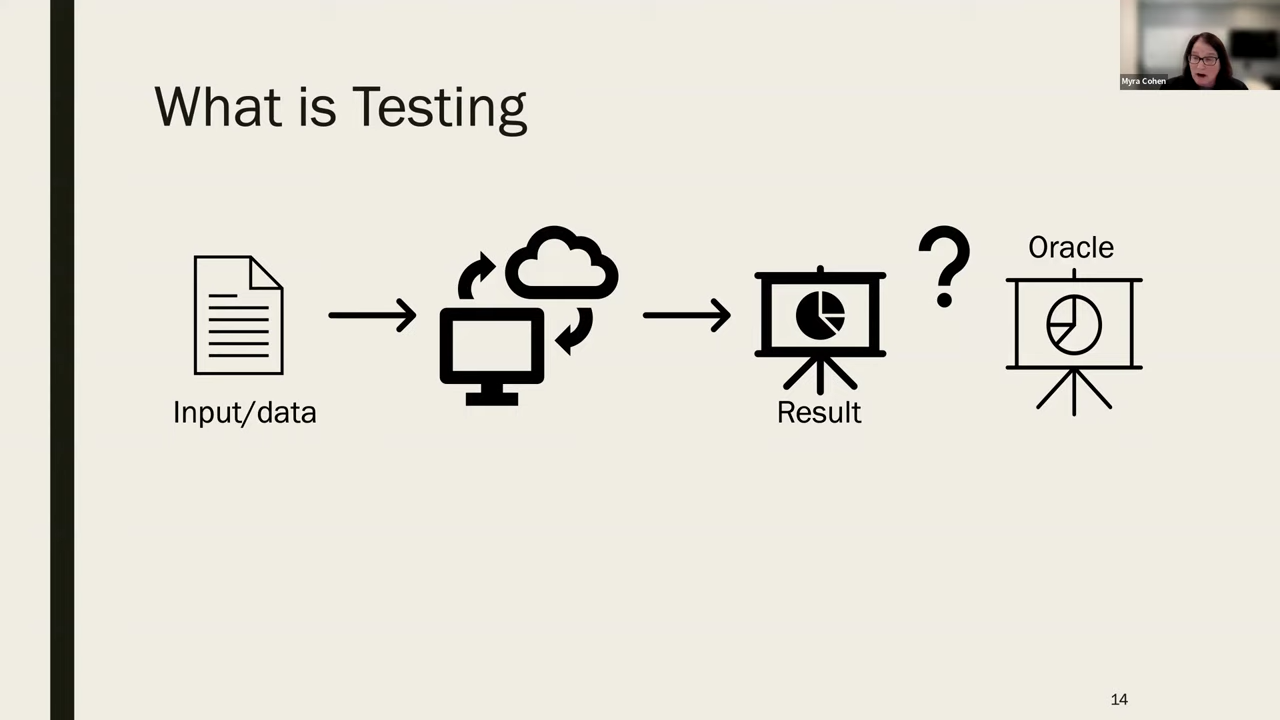 Myra Cohen
What is Testing
?
Oracle
Input/data
Result
14